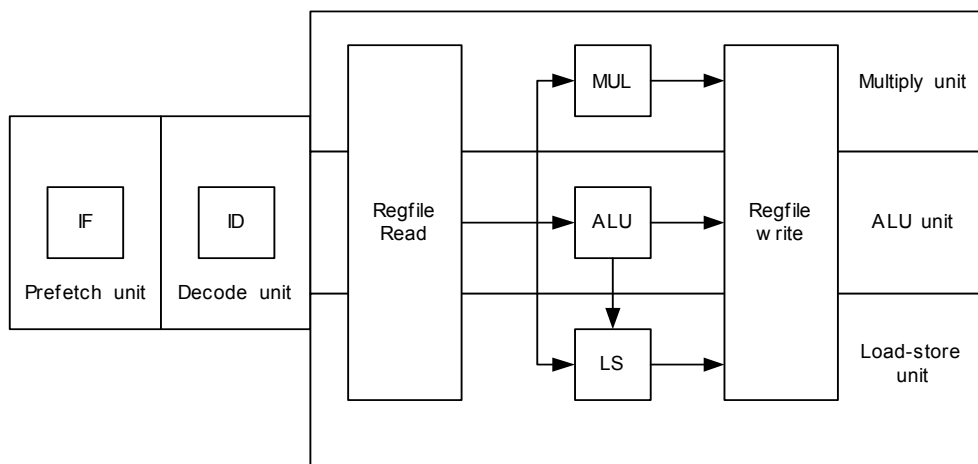 MUL
Multiply unit
IF
ID
Regfile
Read
ALU
Regfile
write
ALU unit
Prefetch unit
Decode unit
LS
Load-store
unit